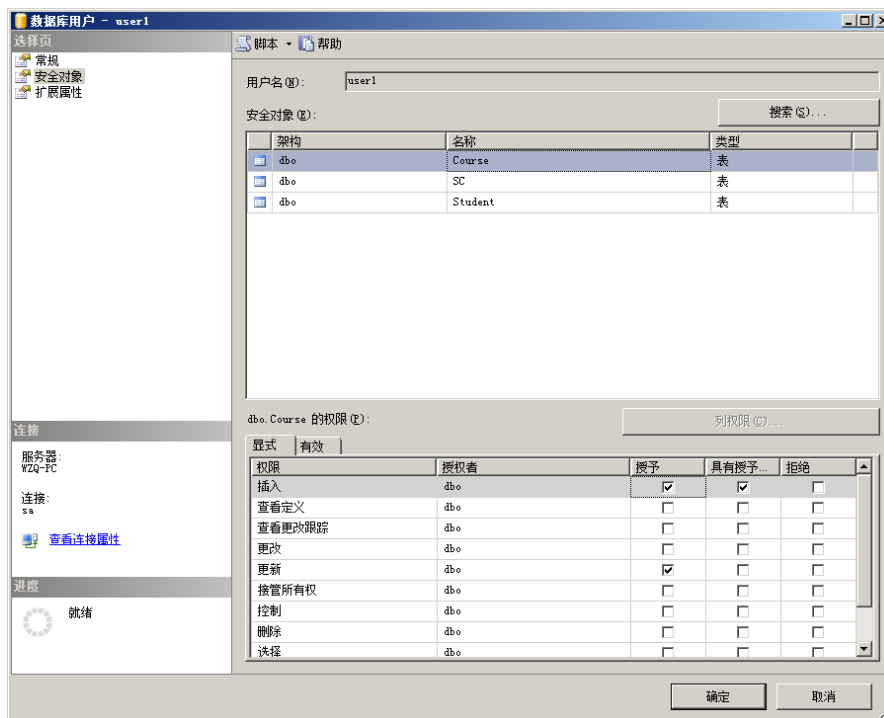 数据库用户 - user1
选择页
常规
安全对象
扩展属性
脚本 帮助
用户名(N): user1
安全对象(E): 搜索(S)...
架构 名称 类型
dbo Course 表
dbo SC 表
dbo Student 表
dbo.Course 的权限(P): 列权限(C)...
显式 有效
权限 授权者 授予 具有授予... 拒绝
插入 dbo
查看定义 dbo
查看更改跟踪 dbo
更改 dbo
更新 dbo
接管所有权 dbo
控制 dbo
删除 dbo
选择 dbo
连接
服务器:
WZQ-PC
连接:
sa
查看连接属性
进度
就绪
确定 取消